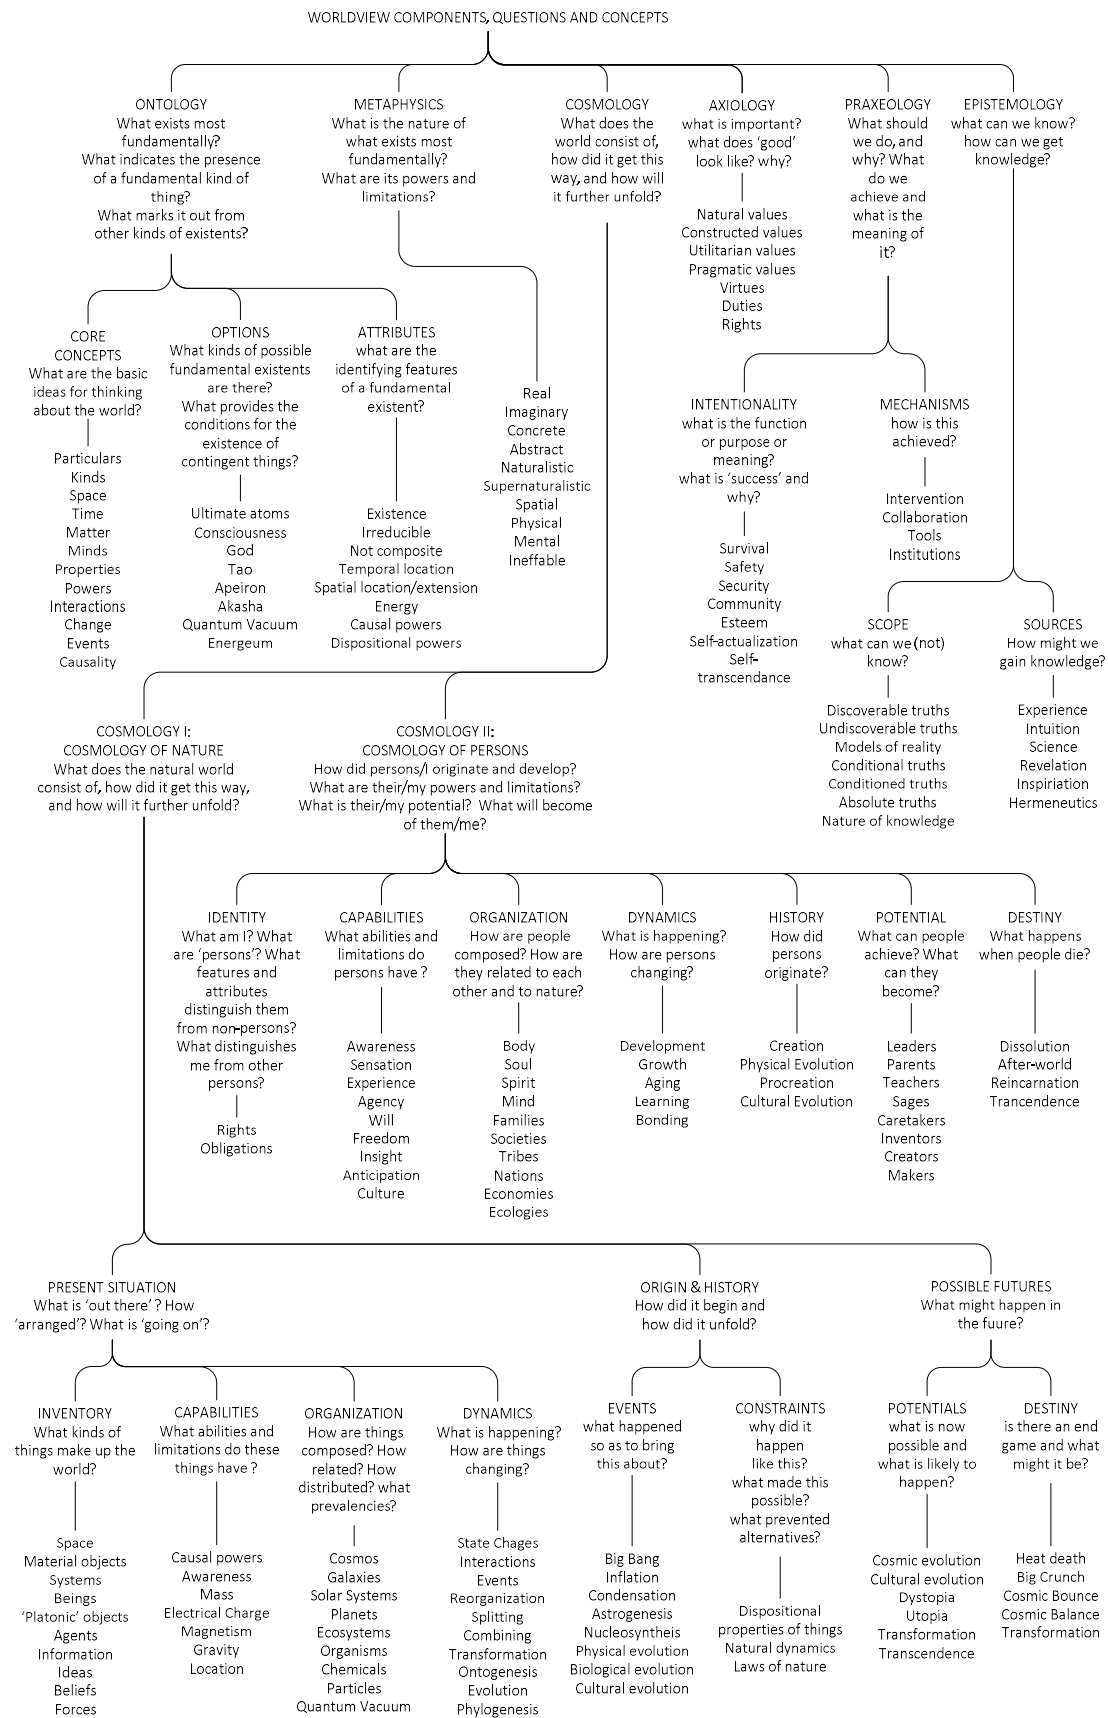 WORLDVIEW COMPONENTS, QUESTIONS AND CONCEPTS
ONTOLOGY
What exists most
fundamentally?
What indicates the presence
of a fundamental kind of
thing?
What marks it out from
other kinds of existents?
METAPHYSICS
What is the nature of
what exists most
fundamentally?
What are its powers and
limitations?
COSMOLOGY
What does the
world consist of,
how did it get this
way, and how will
it further unfold?
AXIOLOGY
what is important?
what does ‘good’
look like? why?
Natural values
Constructed values
Utilitarian values
Pragmatic values
Virtues
Duties
Rights
PRAXEOLOGY
What should
we do, and
why? What
do we
achieve and
what is the
meaning of
it?
EPISTEMOLOGY
what can we know?
how can we get
knowledge?
CORE
CONCEPTS
What are the basic
ideas for thinking
about the world?
Particulars
Kinds
Space
Time
Matter
Minds
Properties
Powers
Interactions
Change
Events
Causality
OPTIONS
What kinds of possible
fundamental existents
are there?
What provides the
conditions for the
existence of
contingent things?
Ultimate atoms
Consciousness
God
Tao
Apeiron
Akasha
Quantum Vacuum
Energeum
ATTRIBUTES
what are the
identifying features
of a fundamental
existent?
Existence
Irreducible
Not composite
Temporal location
Spatial location/extension
Energy
Causal powers
Dispositional powers
Real
Imaginary
Concrete
Abstract
Naturalistic
Supernaturalistic
Spatial
Physical
Mental
Ineffable
INTENTIONALITY
what is the function
or purpose or
meaning?
what is ‘success’ and
why?
Survival
Safety
Security
Community
Esteem
Self-actualization
Self-
transcendance
MECHANISMS
how is this
achieved?
Intervention
Collaboration
Tools
Institutions
SCOPE
what can we (not)
know?
Discoverable truths
Undiscoverable truths
Models of reality
Conditional truths
Conditioned truths
Absolute truths
Nature of knowledge
SOURCES
How might we
gain knowledge?
Experience
Intuition
Science
Revelation
Inspiriation
Hermeneutics
COSMOLOGY I:
COSMOLOGY OF NATURE
What does the natural world
consist of, how did it get this way,
and how will it further unfold?
COSMOLOGY II:
COSMOLOGY OF PERSONS
How did persons/I originate and develop?
What are their/my powers and limitations?
What is their/my potential? What will become
of them/me?
IDENTITY
What am I? What
are ‘persons’? What
features and
attributes
distinguish them
from non-persons?
What distinguishes
me from other
persons?
Rights
Obligations
CAPABILITIES
What abilities and
limitations do
persons have ?
Awareness
Sensation
Experience
Agency
Will
Freedom
Insight
Anticipation
Culture
ORGANIZATION
How are people
composed? How are
they related to each
other and to nature?
Body
Soul
Spirit
Mind
Families
Societies
Tribes
Nations
Economies
Ecologies
DYNAMICS
What is happening?
How are persons
changing?
Development
Growth
Aging
Learning
Bonding
HISTORY
How did
persons
originate?
Creation
Physical Evolution
Procreation
Cultural Evolution
POTENTIAL
What can people
achieve? What
can they
become?
Leaders
Parents
Teachers
Sages
Caretakers
Inventors
Creators
Makers
DESTINY
What happens
when people die?
Dissolution
After-world
Reincarnation
Trancendence
PRESENT SITUATION
What is ‘out there’ ? How
‘arranged’? What is ‘going on’?
ORIGIN & HISTORY
How did it begin and
how did it unfold?
POSSIBLE FUTURES
What might happen in
the fuure?
INVENTORY
What kinds of
things make up the
world?
Space
Material objects
Systems
Beings
‘Platonic’ objects
Agents
Information
Ideas
Beliefs
Forces
CAPABILITIES
What abilities and
limitations do these
things have ?
Causal powers
Awareness
Mass
Electrical Charge
Magnetism
Gravity
Location
ORGANIZATION
How are things
composed? How
related? How
distributed? what
prevalencies?
Cosmos
Galaxies
Solar Systems
Planets
Ecosystems
Organisms
Chemicals
Particles
Quantum Vacuum
DYNAMICS
What is happening?
How are things
changing?
State Chages
Interactions
Events
Reorganization
Splitting
Combining
Transformation
Ontogenesis
Evolution
Phylogenesis
EVENTS
what happened
so as to bring
this about?
Big Bang
Inflation
Condensation
Astrogenesis
Nucleosyntheis
Physical evolution
Biological evolution
Cultural evolution
CONSTRAINTS
why did it
happen
like this?
what made this
possible?
what prevented
alternatives?
Dispositional
properties of things
Natural dynamics
Laws of nature
POTENTIALS
what is now
possible and
what is likely to
happen?
Cosmic evolution
Cultural evolution
Dystopia
Utopia
Transformation
Transcendence
DESTINY
is there an end
game and what
might it be?
Heat death
Big Crunch
Cosmic Bounce
Cosmic Balance
Transformation